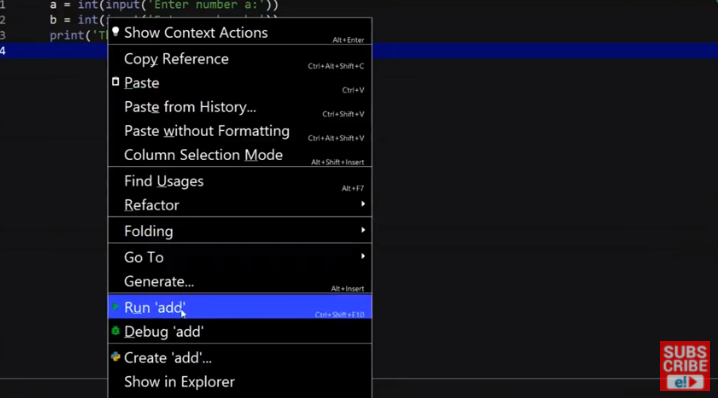 1 a = int(input('Enter number a:'))
2 b = int(
3 print('Th
4
Show Context Actions Alt+Enter
Copy Reference Ctrl+Alt+Shift+C
Paste Ctrl+V
Paste from History... Ctrl+Shift+V
Paste without Formatting Ctrl+Alt+Shift+V
Column Selection Mode Alt+Shift+Insert
Find Usages Alt+F7
Refactor
Folding
Go To
Generate... Alt+Insert
Run 'add' Ctrl+Shift+F10
Debug 'add'
Create 'add'...
Show in Explorer
SUBS
CRIBE
e!